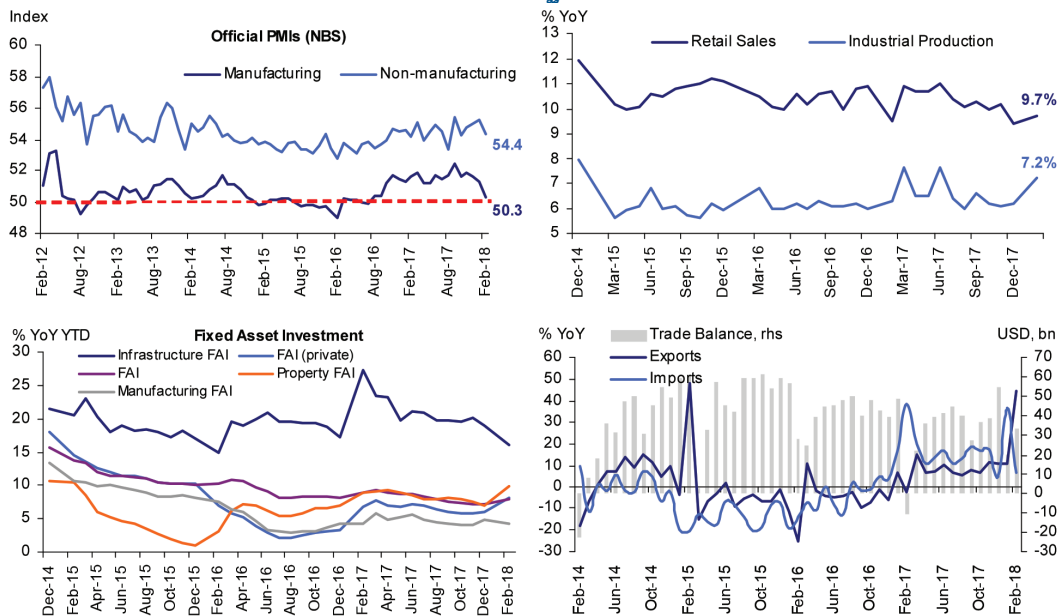 Index
Official PMIs (NBS)
Manufacturing
Non-manufacturing
60
58
56
54
52
50
48
54.4
50.3
Feb-12
Aug-12
Feb-13
Aug-13
Feb-14
Aug-14
Feb-15
Aug-15
Feb-16
Aug-16
Feb-17
Aug-17
Feb-18
% YoY
Retail Sales
Industrial Production
13
12
11
10
9
8
7
6
5
9.7%
7.2%
Dec-14
Mar-15
Jun-15
Sep-15
Dec-15
Mar-16
Jun-16
Sep-16
Dec-16
Mar-17
Jun-17
Sep-17
Dec-17
% YoY YTD
Fixed Asset Investment
Infrastructure FAI
FAI (private)
FAI
Property FAI
Manufacturing FAI
30
25
20
15
10
5
0
Dec-14
Feb-15
Apr-15
Jun-15
Aug-15
Oct-15
Dec-15
Feb-16
Apr-16
Jun-16
Aug-16
Oct-16
Dec-16
Feb-17
Apr-17
Jun-17
Aug-17
Oct-17
Dec-17
Feb-18
% YoY
Trade Balance, rhs
USD, bn
Exports
Imports
60
50
40
30
20
10
0
-10
-20
-30
70
60
50
40
30
20
10
0
-10
-20
-30
Feb-14
Jun-14
Oct-14
Feb-15
Jun-15
Oct-15
Feb-16
Jun-16
Oct-16
Feb-17
Jun-17
Oct-17
Feb-18